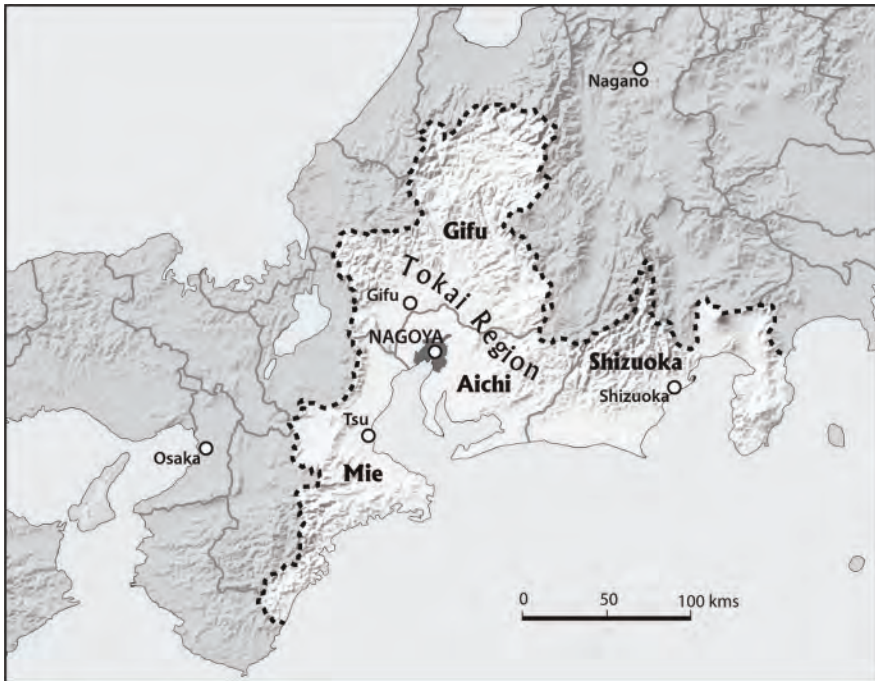 Nagano
Gifu
Tokai Region
Gifu
NAGOYA
Aichi
Shizuoka
Shizuoka
Tsu
Osaka
Mie
0 50 100 kms